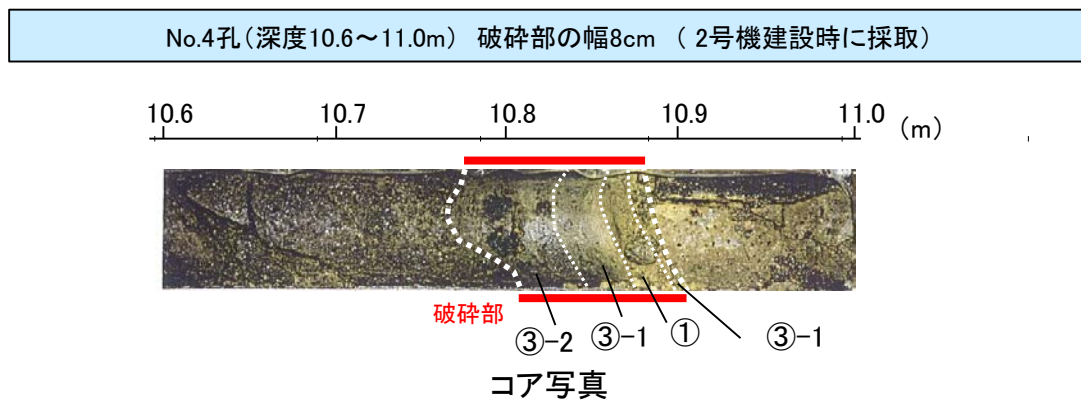 No.4孔(深度10.6～11.0m) 破砕部の幅8cm ( 2号機建設時に採取)
10.6 10.7 10.8 10.9 11.0 (m)
破砕部
③-2 ③-1 ① ③-1
コア写真